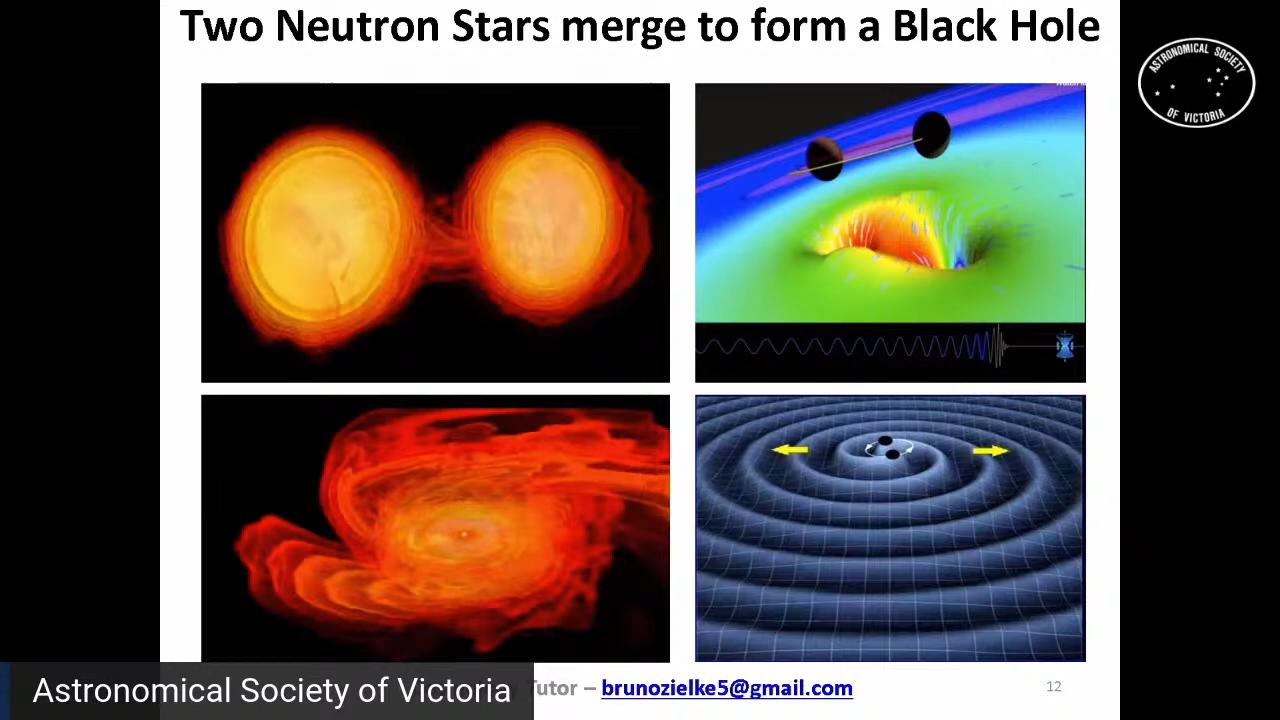 Two Neutron Stars merge to form a Black Hole
ASTRONOMICAL SOCIETY
OF VICTORIA
Astronomical Society of Victoria
Tutor – brunozielke5@gmail.com
12